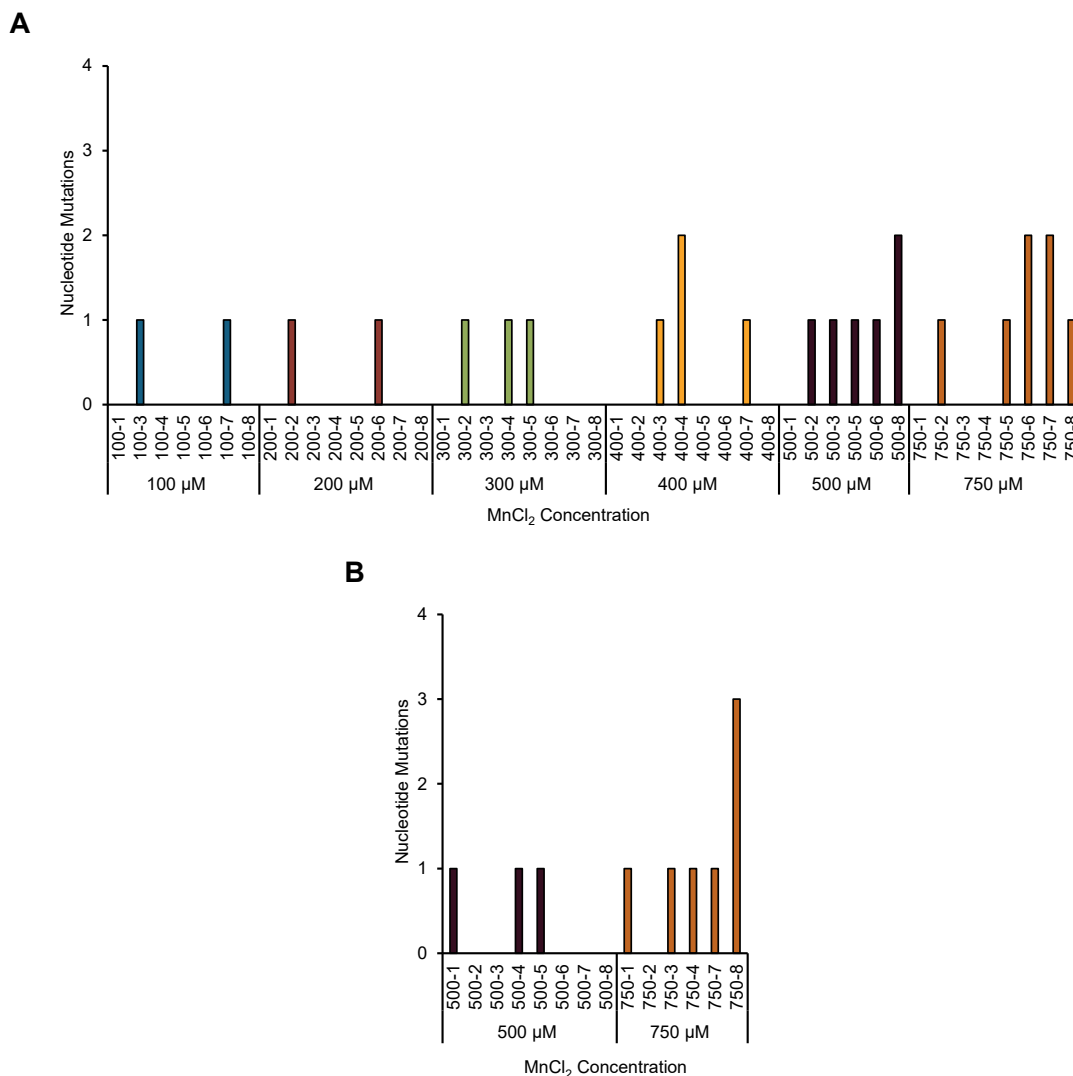 A
4
3
2
1
0
Nucleotide Mutations
100-1 100-3 100-4 100-5 100-6 100-7 100-8 200-1 200-2 200-3 200-4 200-5 200-6 200-7 200-8 300-1 300-2 300-3 300-4 300-5 300-6 300-7 300-8 400-1 400-2 400-3 400-4 400-5 400-6 400-7 400-8 500-1 500-2 500-3 500-5 500-6 500-8 750-1 750-2 750-3 750-4 750-5 750-6 750-7 750-8
100 µM 200 µM 300 µM 400 µM 500 µM 750 µM
MnCl₂ Concentration
B
4
3
2
1
0
Nucleotide Mutations
500-1 500-2 500-3 500-4 500-5 500-6 500-7 500-8 750-1 750-2 750-3 750-4 750-7 750-8
500 µM 750 µM
MnCl₂ Concentration